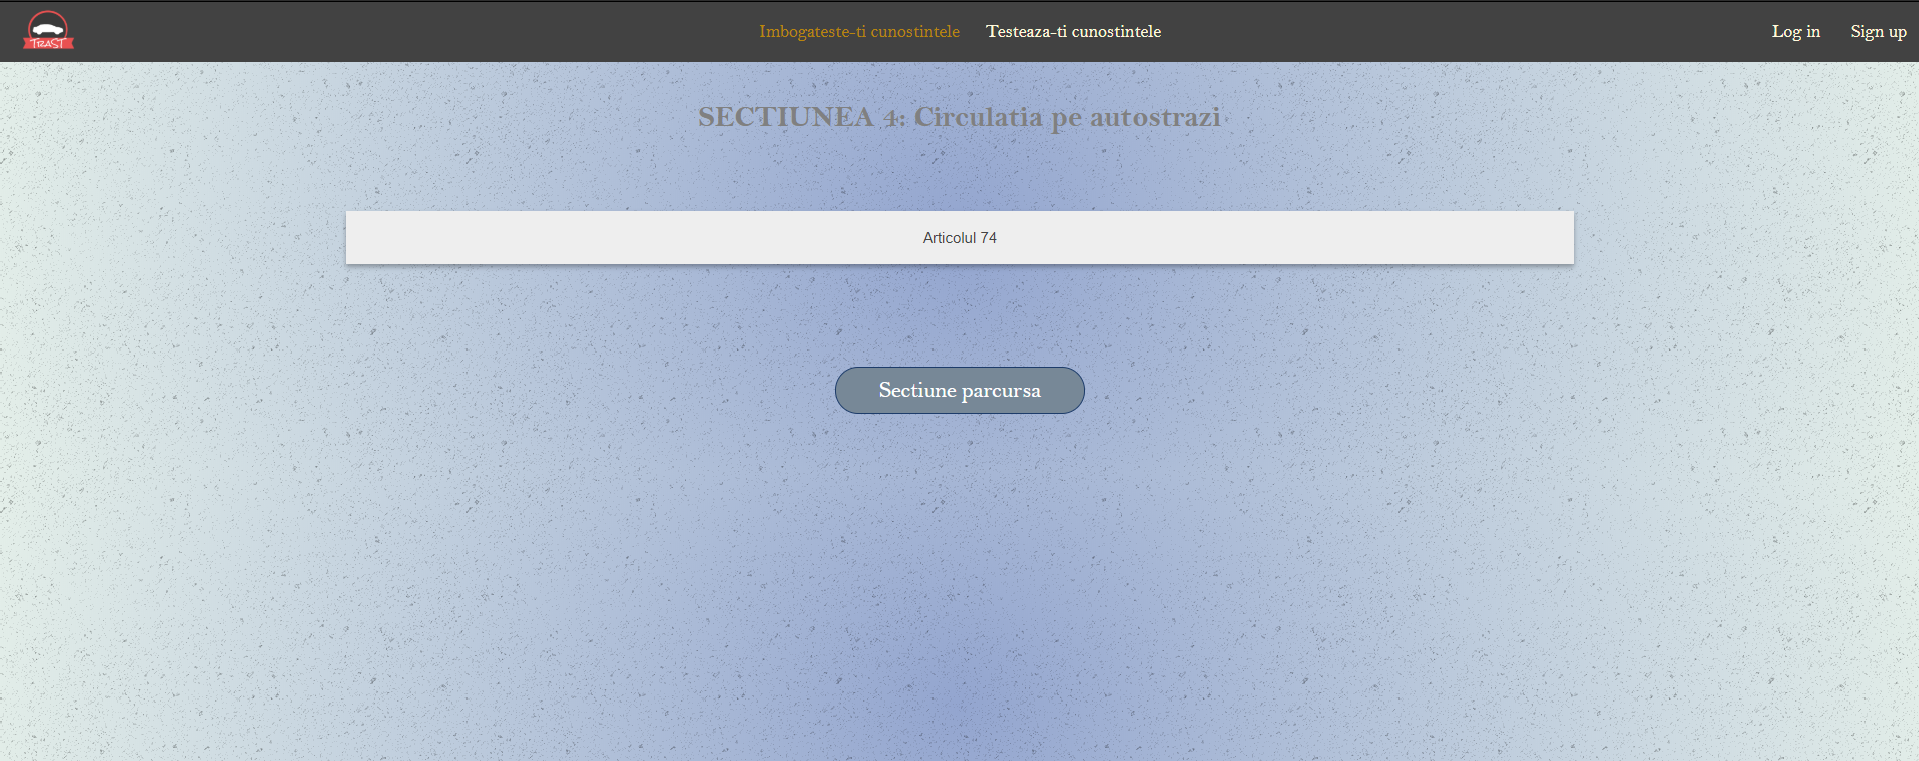 TRAST
Imbogateste-ti cunostintele
Testeaza-ti cunostintele
Log in
Sign up
SECTIUNEA 4: Circulatia pe autostrazi
Articolul 74
Sectiune parcursa